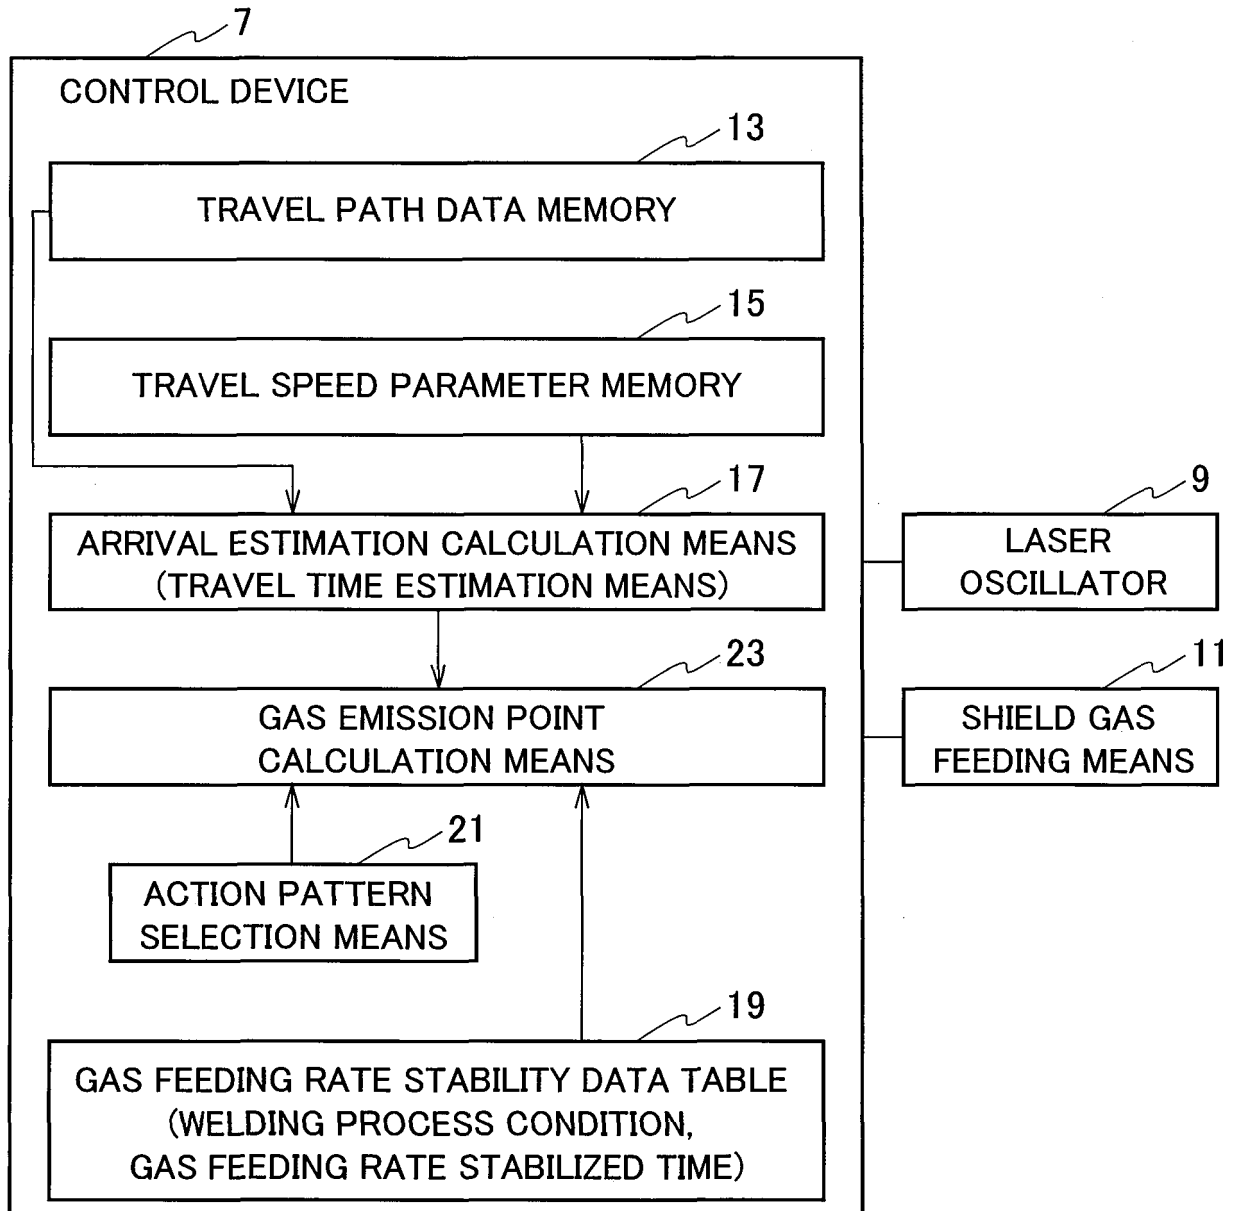 7
CONTROL DEVICE
13
TRAVEL PATH DATA MEMORY
15
TRAVEL SPEED PARAMETER MEMORY
17
ARRIVAL ESTIMATION CALCULATION MEANS
(TRAVEL TIME ESTIMATION MEANS)
9
LASER
OSCILLATOR
23
GAS EMISSION POINT
CALCULATION MEANS
11
SHIELD GAS
FEEDING MEANS
21
ACTION PATTERN
SELECTION MEANS
19
GAS FEEDING RATE STABILITY DATA TABLE
(WELDING PROCESS CONDITION,
GAS FEEDING RATE STABILIZED TIME)